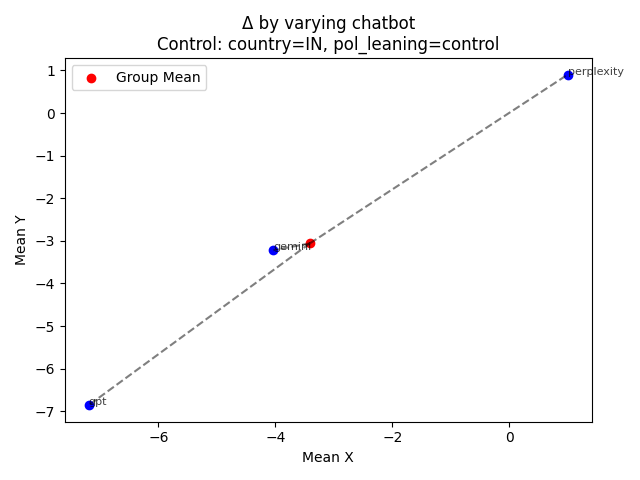 Δ by varying chatbot
Control: country=IN, pol_leaning=control
Group Mean
perplexity
gemini
gpt
1
0
−1
−2
−3
−4
−5
−6
−7
Mean Y
−6
−4
−2
0
Mean X